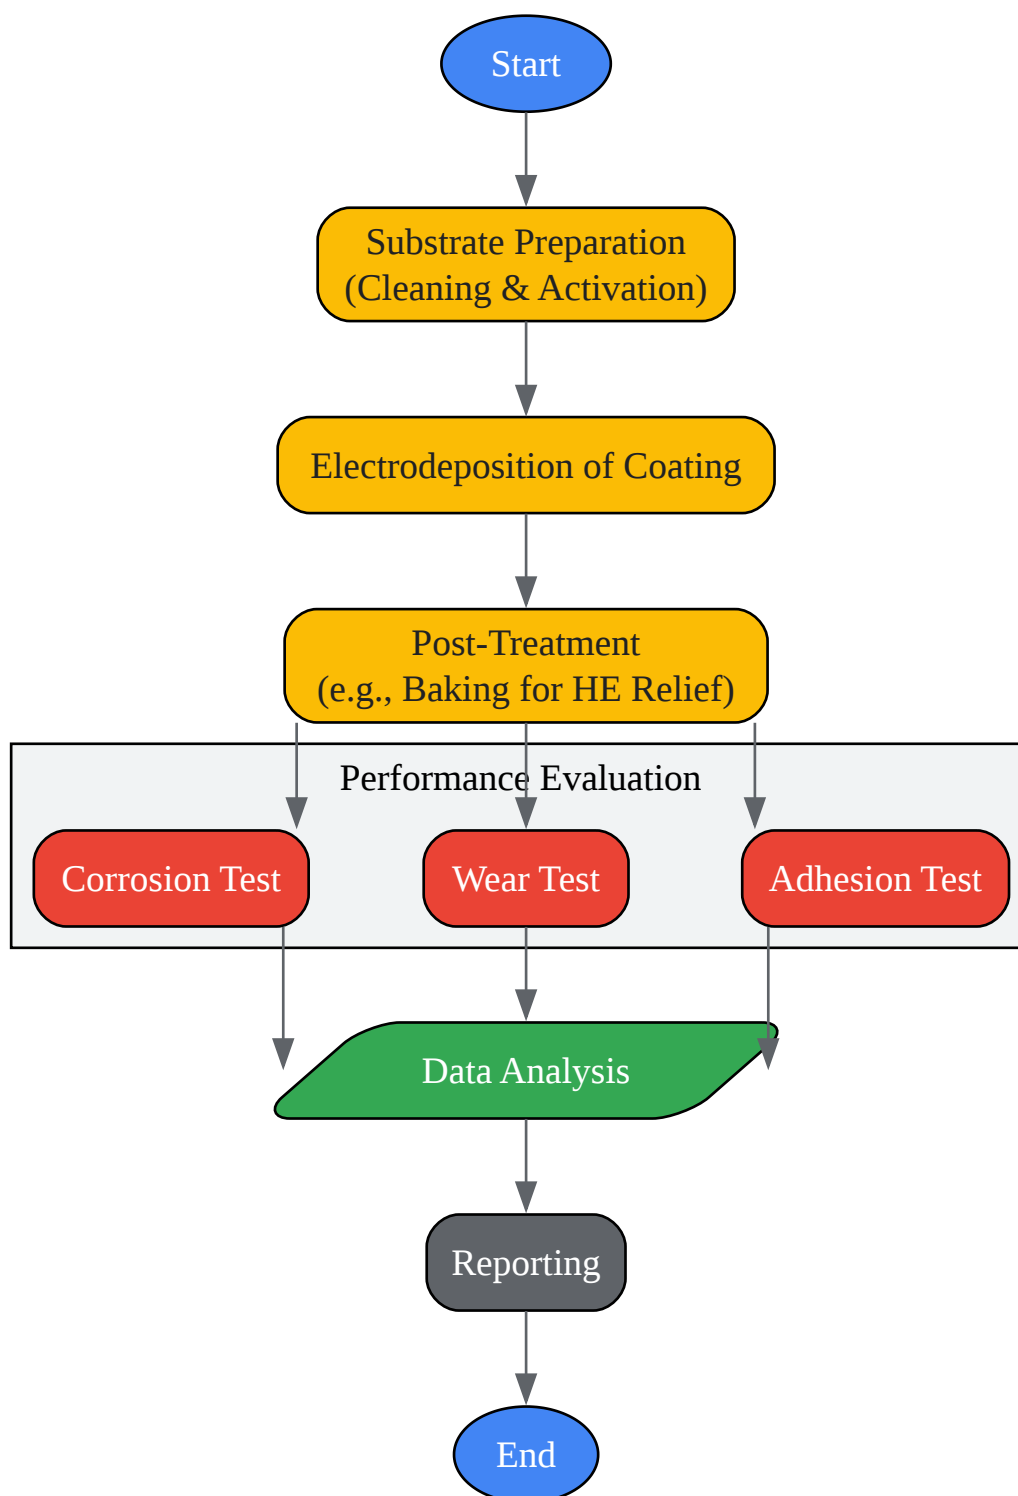 Start
Substrate Preparation
(Cleaning & Activation)
Electrodeposition of Coating
Post-Treatment
(e.g., Baking for HE Relief)
Performance Evaluation
Corrosion Test
Wear Test
Adhesion Test
Data Analysis
Reporting
End